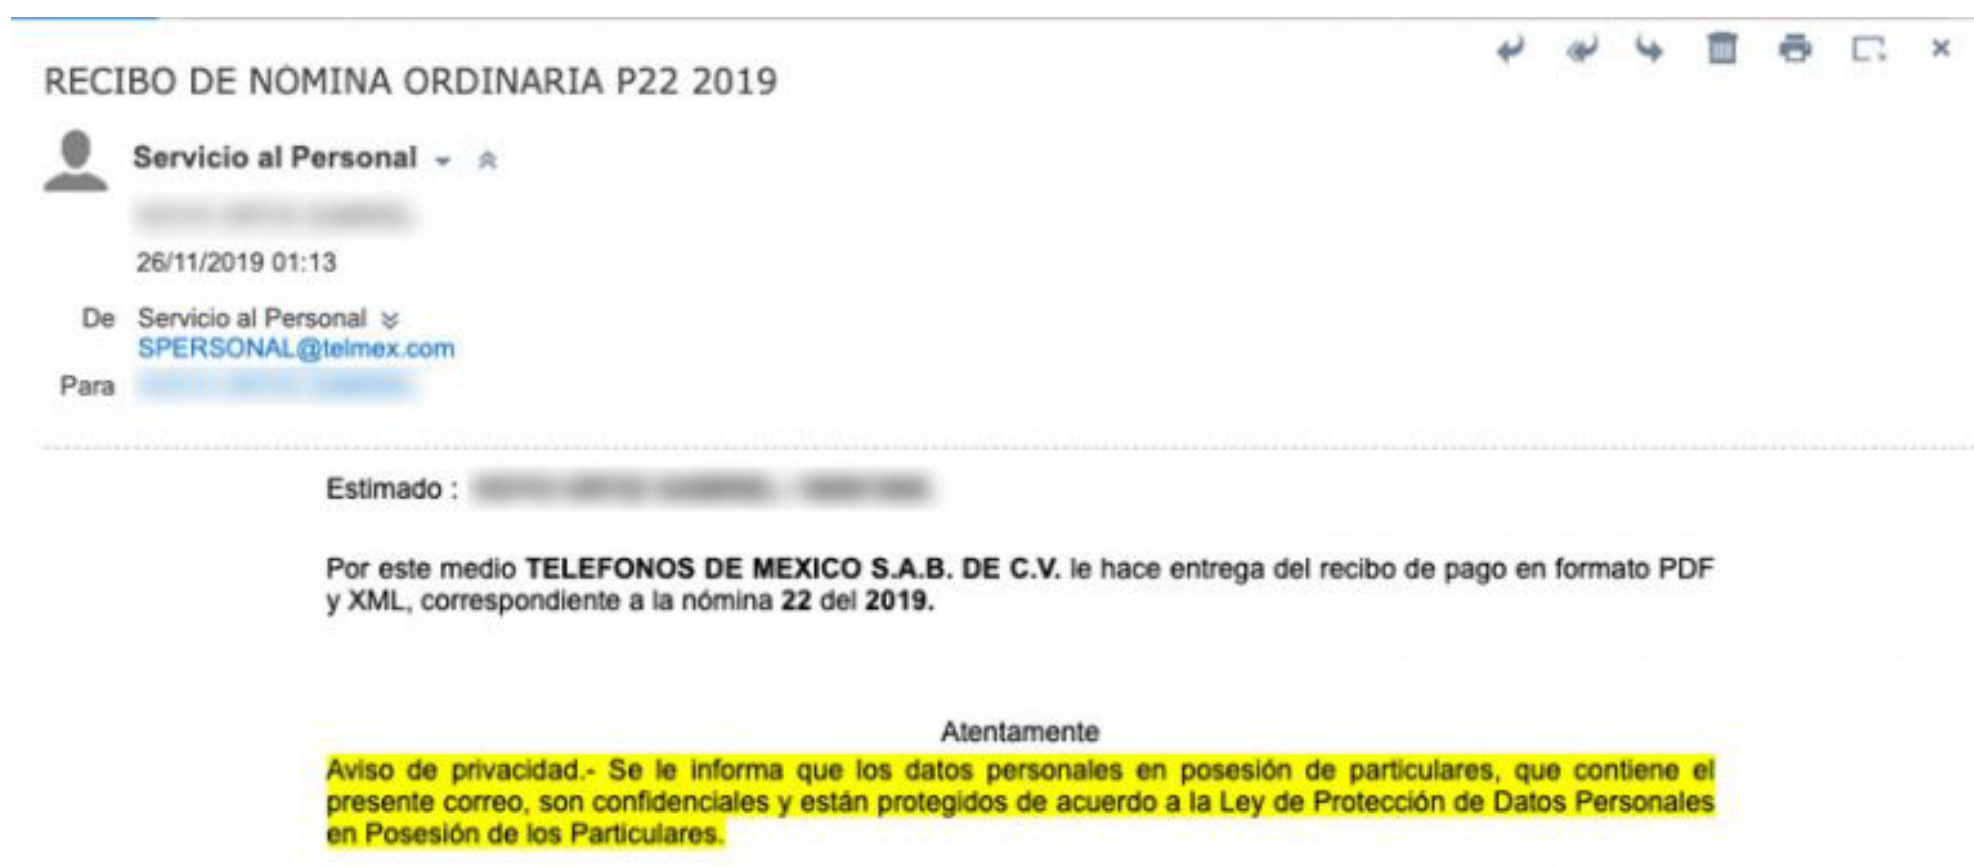 RECIBO DE NÓMINA ORDINARIA P22 2019
Servicio al Personal
26/11/2019 01:13
De Servicio al Personal
SPERSONAL@telmex.com
Para
Estimado :
Por este medio TELEFONOS DE MEXICO S.A.B. DE C.V. le hace entrega del recibo de pago en formato PDF
y XML, correspondiente a la nómina 22 del 2019.
Atentamente
Aviso de privacidad.- Se le informa que los datos personales en posesión de particulares, que contiene el
presente correo, son confidenciales y están protegidos de acuerdo a la Ley de Protección de Datos Personales
en Posesión de los Particulares.